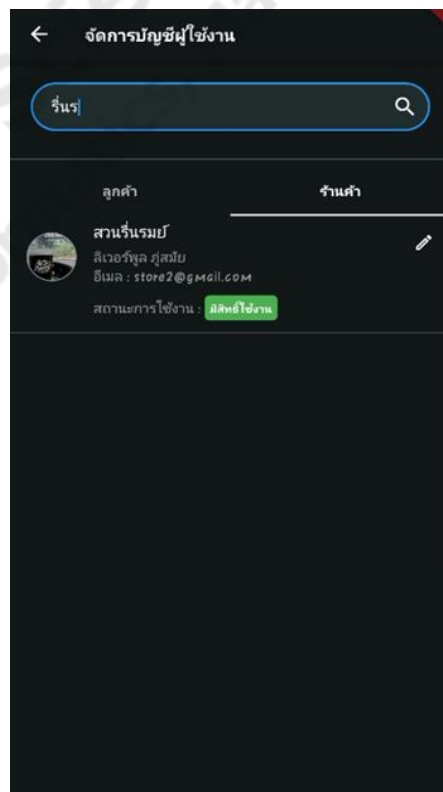 จัดการบัญชีผู้ใช้งาน
รื่นร
ลูกค้า
ร้านค้า
สวนรื่นรมย์
ลิเวอร์พูล ภู่สมัย
อีเมล : store2@gmail.com
สถานะการใช้งาน : มีสิทธิ์ใช้งาน